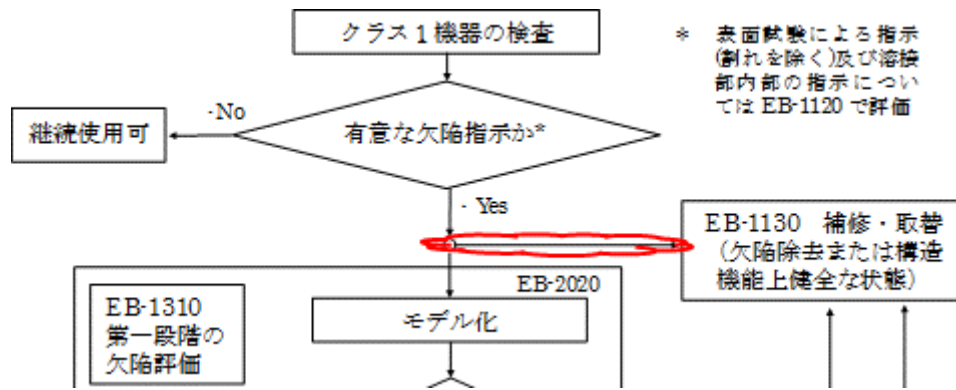 クラス１機器の検査
* 表面試験による指示
(割れを除く)及び溶接
部内部の指示につい
ては EB-1120 で評価
·No
継続使用可
有意な欠陥指示か*
· Yes
EB-1130 補修・取替
（欠陥除去または構造
機能上健全な状態）
EB-2020
EB-1310
第一段階の
欠陥評価
モデル化